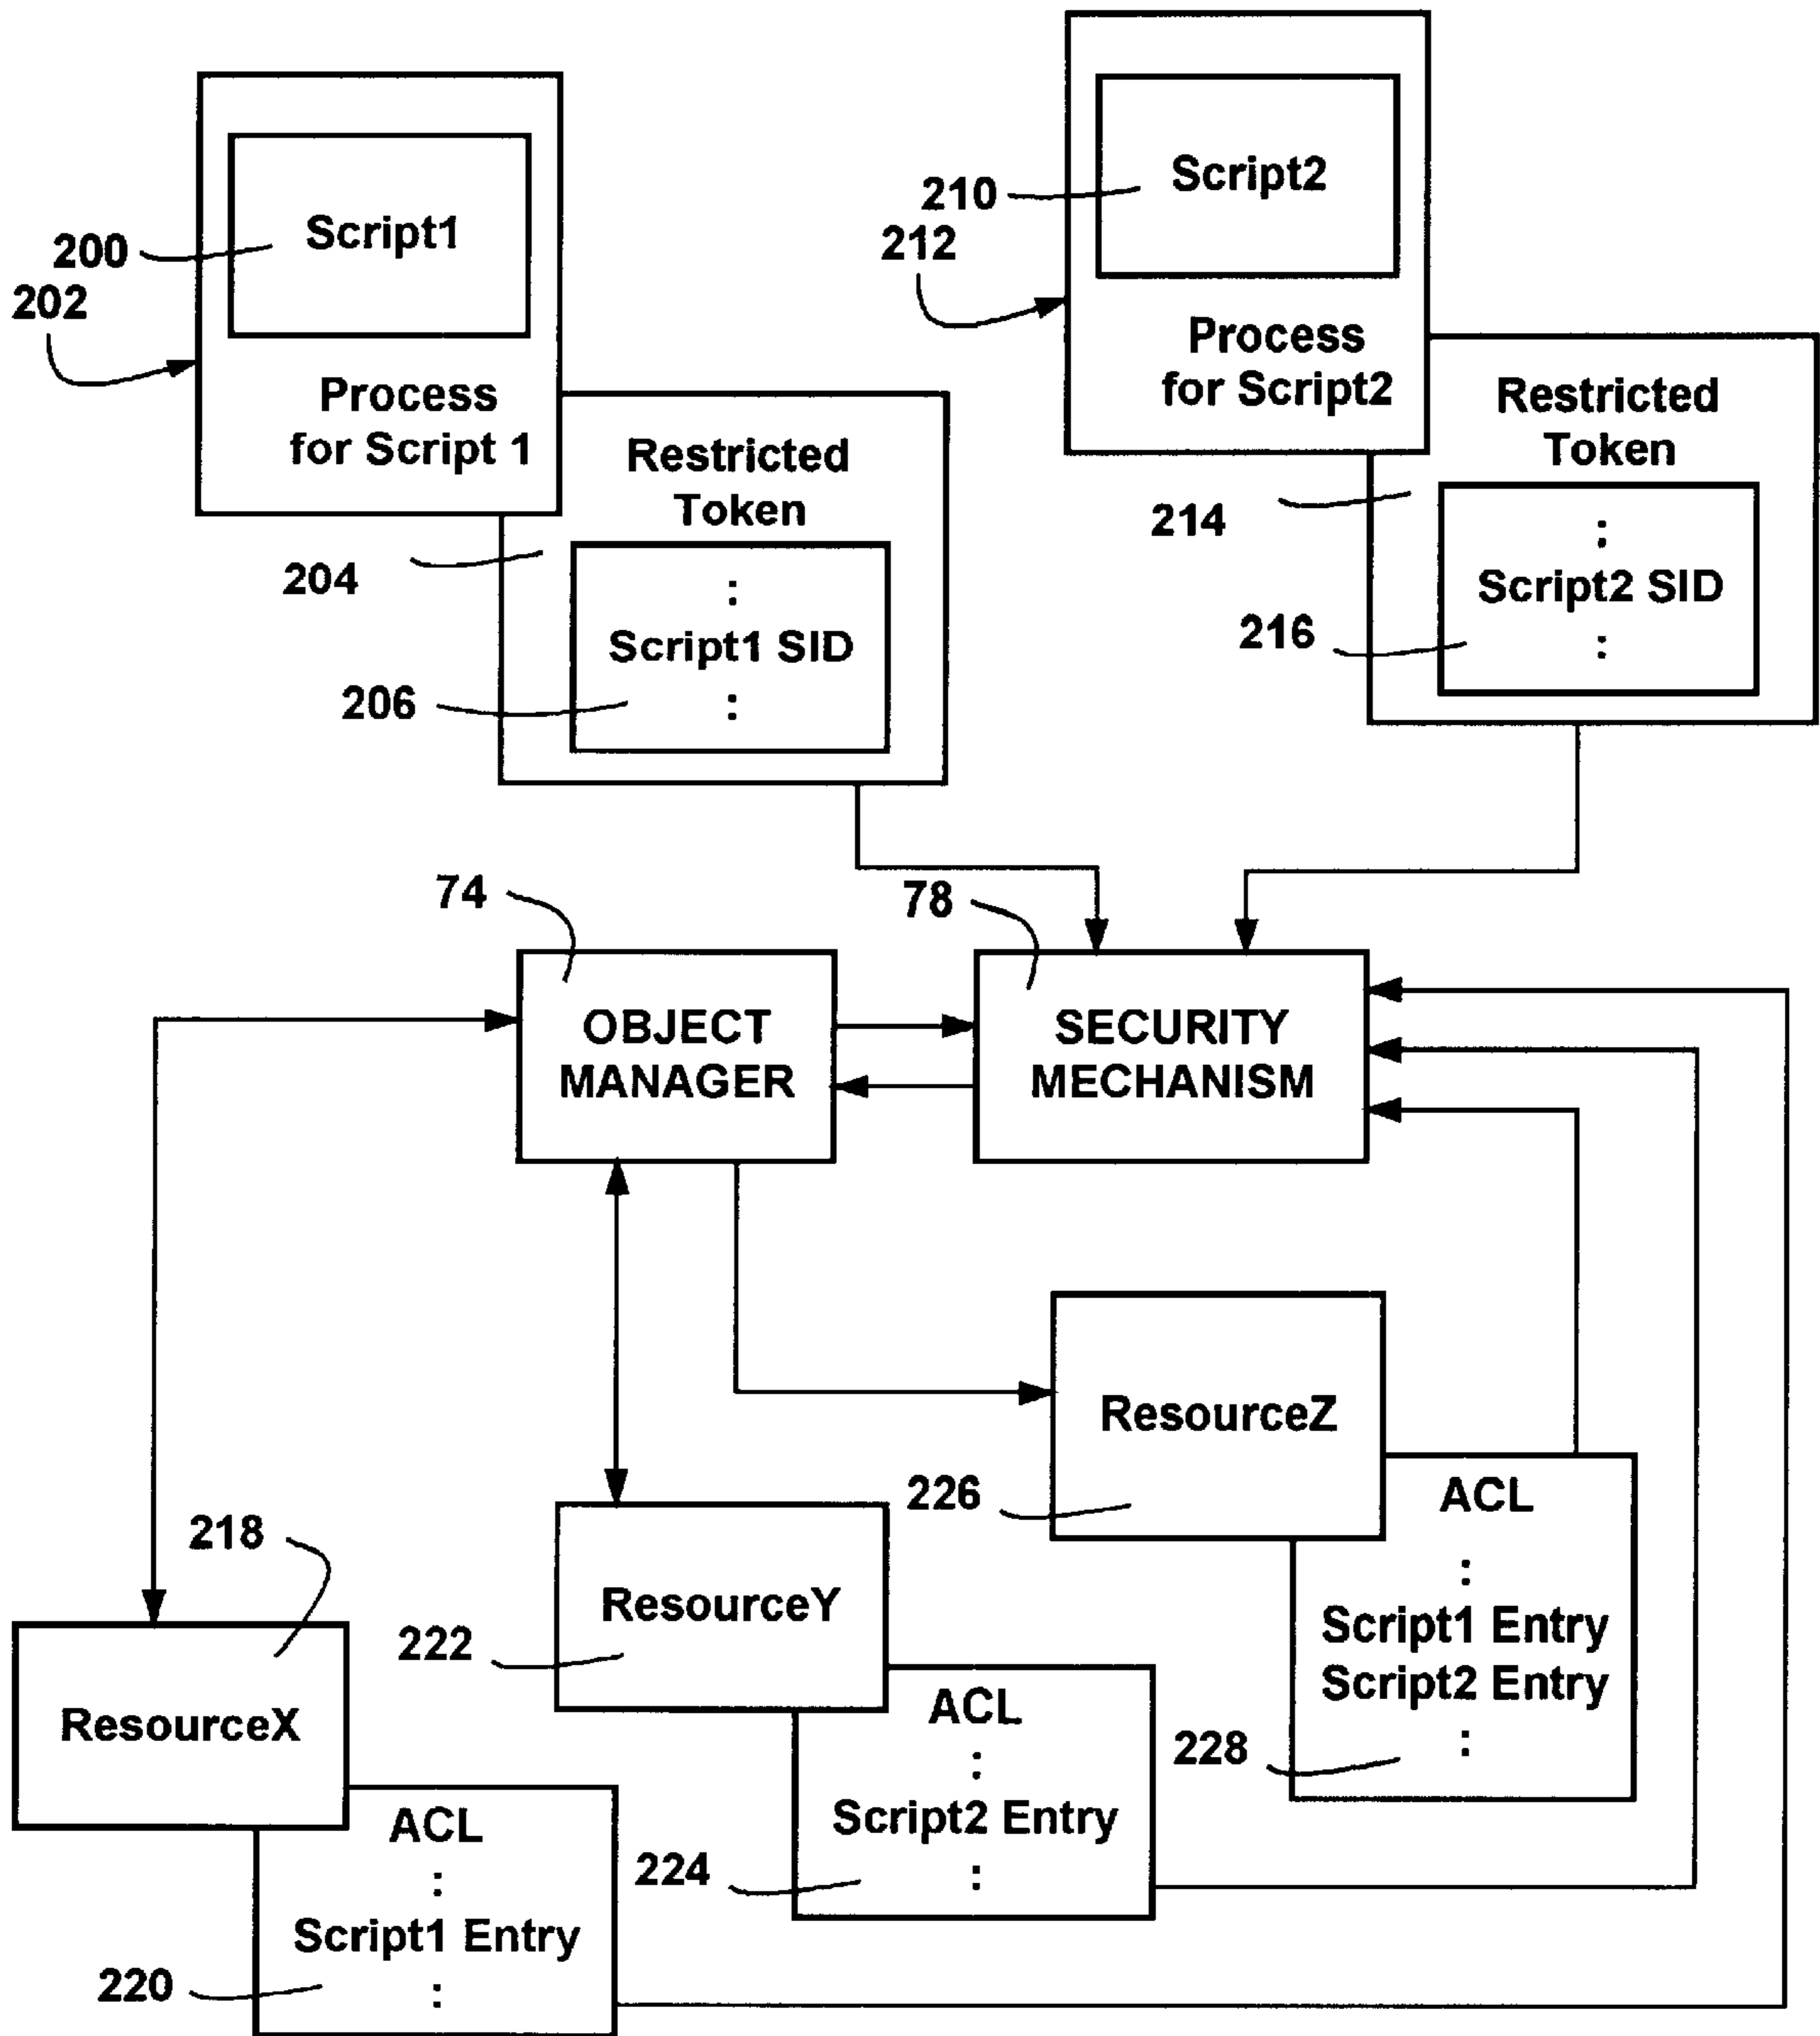 Script1
200
202
Process
for Script 1
Restricted
Token
204
:
Script1 SID
:
206
Script2
210
212
Process
for Script2
Restricted
Token
214
:
Script2 SID
:
216
74
OBJECT
MANAGER
78
SECURITY
MECHANISM
ResourceZ
226
ACL
:
Script1 Entry
Script2 Entry
:
228
ResourceY
222
ACL
:
Script2 Entry
:
224
218
ResourceX
ACL
:
Script1 Entry
:
220